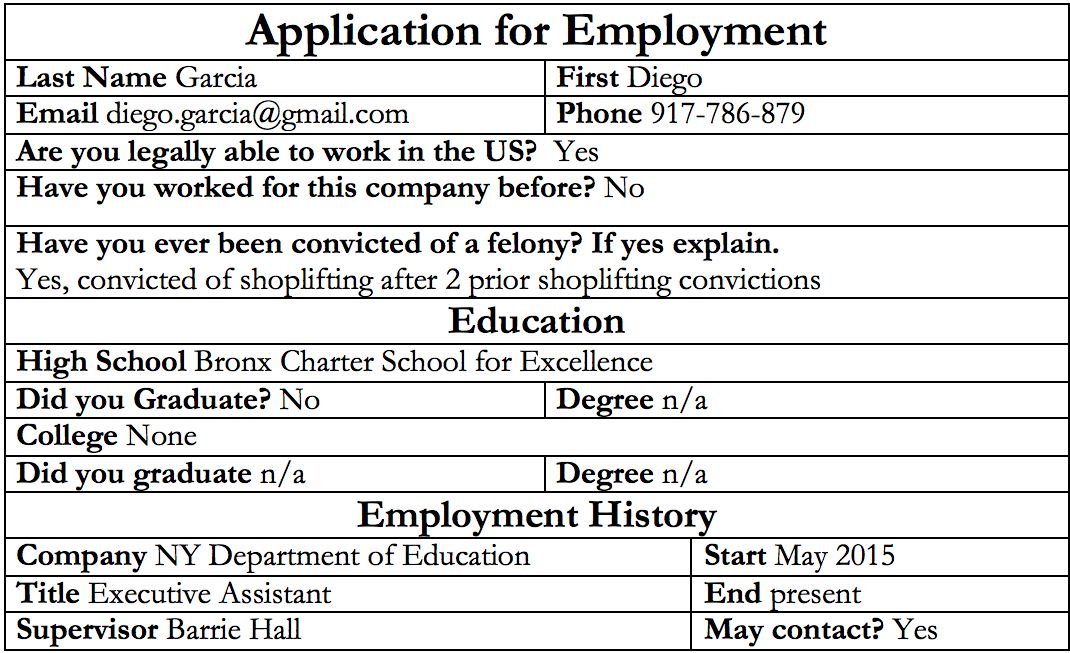 Application for Employment
Last Name Garcia First Diego
Email diego.garcia@gmail.com Phone 917-786-879
Are you legally able to work in the US? Yes
Have you worked for this company before? No
Have you ever been convicted of a felony? If yes explain.
Yes, convicted of shoplifting after 2 prior shoplifting convictions
Education
High School Bronx Charter School for Excellence
Did you Graduate? No Degree n/a
College None
Did you graduate n/a Degree n/a
Employment History
Company NY Department of Education Start May 2015
Title Executive Assistant End present
Supervisor Barrie Hall May contact? Yes